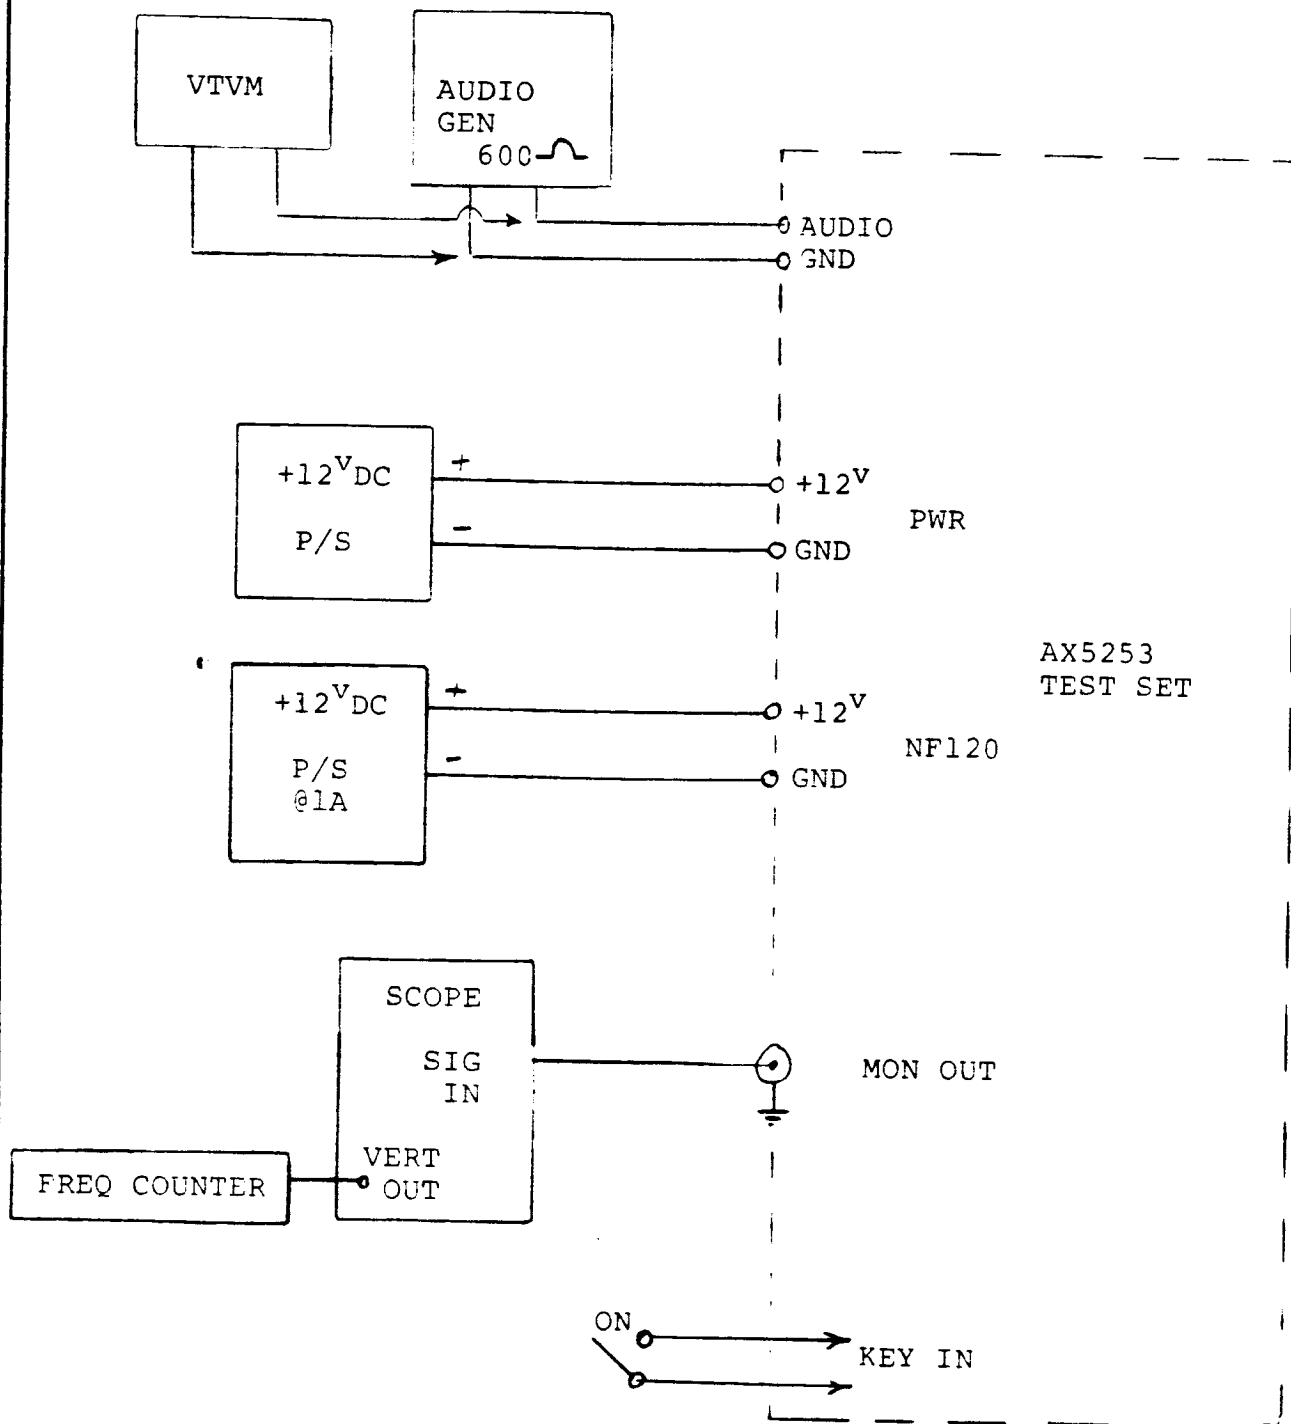 VTVM
AUDIO
GEN
600Ω
AUDIO
GND
+12VDC
P/S
+
-
+12V
GND
PWR
+12VDC
P/S
@1A
+
-
+12V
GND
NF120
AX5253
TEST SET
SCOPE
SIG
IN
VERT
OUT
FREQ COUNTER
MON OUT
ON
KEY IN